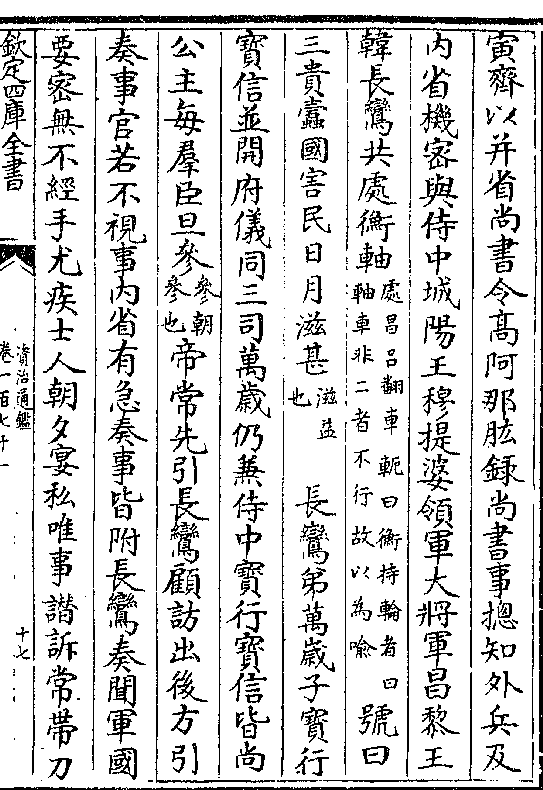 寅齊以并省尚書令高阿那肱錄尚書事摠知外兵及
內省機密與侍中城陽王穆提婆領軍大將軍昌黎王
韓長鸞共處衡軸處昌呂翻車軛曰衡持輪者曰軸車非二者不行故以為喻號曰
三貴蠧國害民日月滋甚滋益也長鸞弟萬歲子寶行
寶信並開府儀同三司萬歲仍兼侍中寶行寶信皆尚
公主每羣臣旦參參朝參也帝常先引長鸞顧訪出後方引
奏事官若不視事內省有急奏事皆附長鸞奏聞軍國
要密無不經手尤疾士人朝夕宴私唯事譖訴常帶刀
欽定四庫全書
資治通鑑
卷一百七十一
十七